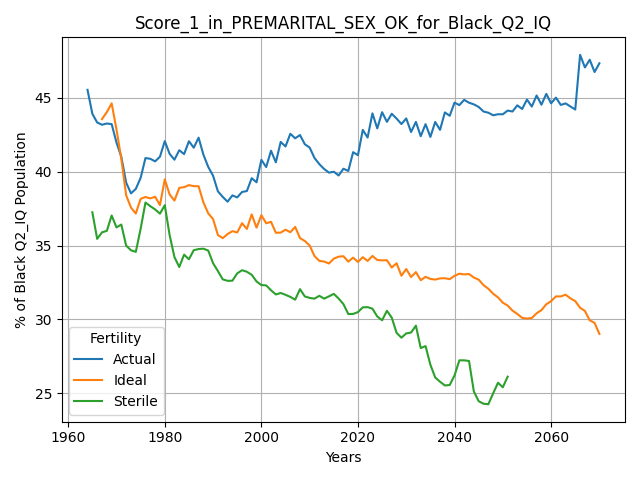 Score_1_in_PREMARITAL_SEX_OK_for_Black_Q2_IQ
% of Black Q2_IQ Population
45
40
35
30
25
Fertility
Actual
Ideal
Sterile
1960 1980 2000 2020 2040 2060
Years